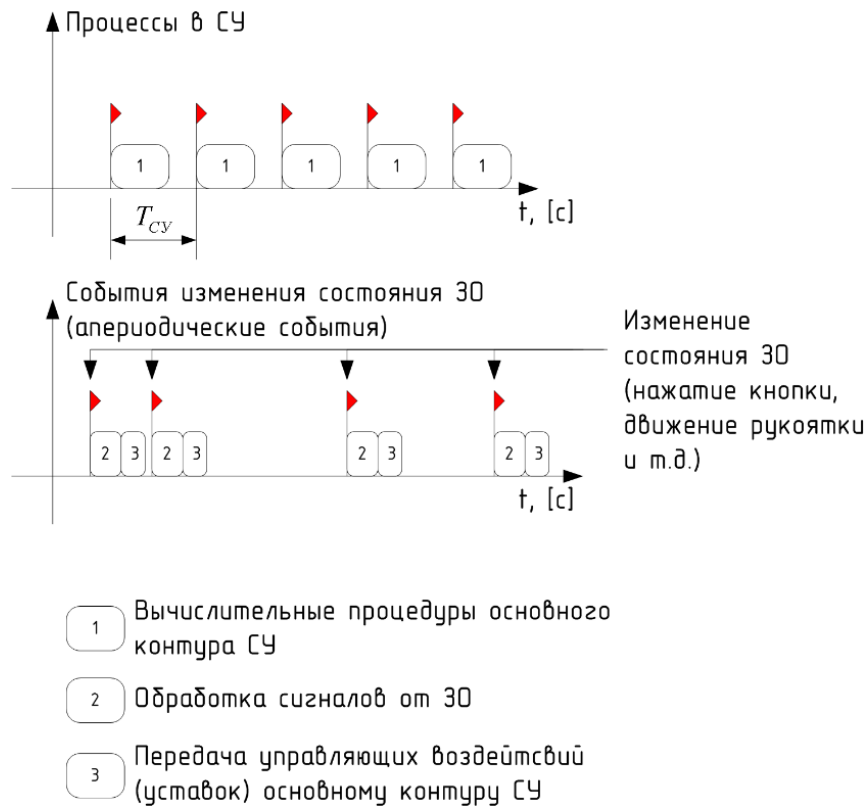 Процессы в СУ
1
1
1
1
1
t, [с]
T_СУ
События изменения состояния ЗО
(апериодические события)
Изменение
состояния ЗО
(нажатие кнопки,
движение рукоятки
и т.д.)
2 3 2 3 2 3 2 3
t, [с]
1 Вычислительные процедуры основного
контура СУ
2 Обработка сигналов от ЗО
3 Передача управляющих воздейтсвий
(уставок) основному контуру СУ